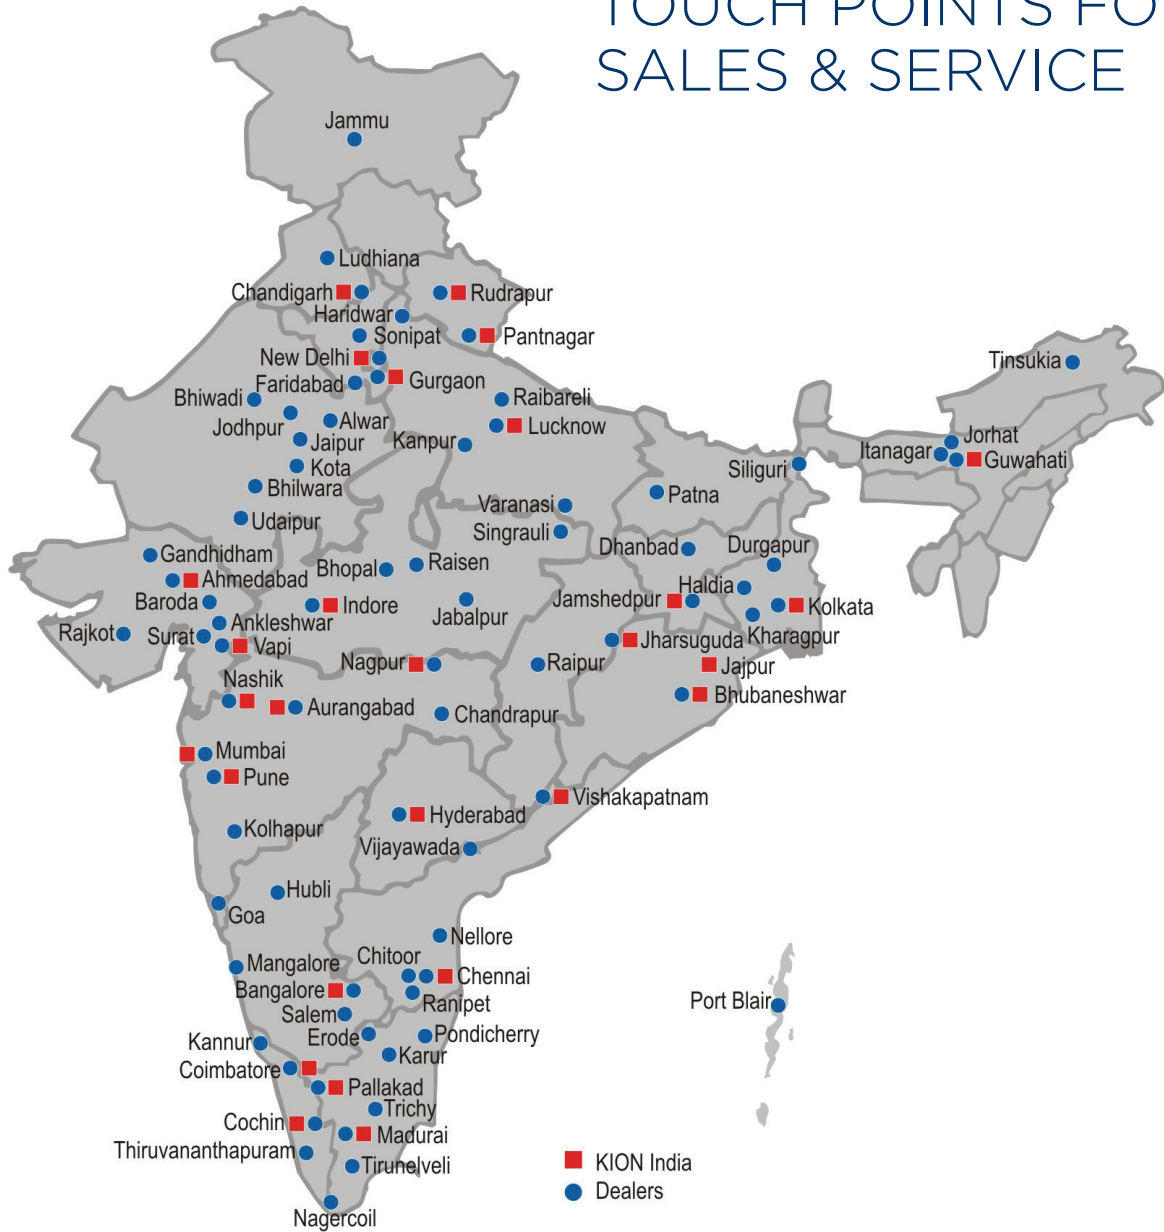 TOUCH POINTS FO
SALES & SERVICE
Jammu
Ludhiana
Chandigarh
Rudrapur
Haridwar
Sonipat
Pantnagar
New Delhi
Faridabad
Gurgaon
Tinsukia
Bhiwadi
Raibareli
Jodhpur
Alwar
Lucknow
Jaipur
Kanpur
Jorhat
Itanagar
Guwahati
Kota
Siliguri
Bhilwara
Patna
Varanasi
Udaipur
Singrauli
Dhanbad
Durgapur
Gandhidham
Bhopal
Raisen
Ahmedabad
Haldia
Baroda
Indore
Jabalpur
Jamshedpur
Kolkata
Ankleshwar
Rajkot
Surat
Vapi
Kharagpur
Jharsuguda
Nagpur
Raipur
Jajpur
Nashik
Bhubaneshwar
Aurangabad
Chandrapur
Mumbai
Pune
Vishakapatnam
Hyderabad
Kolhapur
Vijayawada
Hubli
Goa
Nellore
Chitoor
Mangalore
Chennai
Bangalore
Ranipet
Port Blair
Salem
Erode
Pondicherry
Kannur
Karur
Coimbatore
Pallakad
Trichy
Cochin
Madurai
Thiruvananthapuram
Tirunelveli
KION India
Dealers
Nagercoil